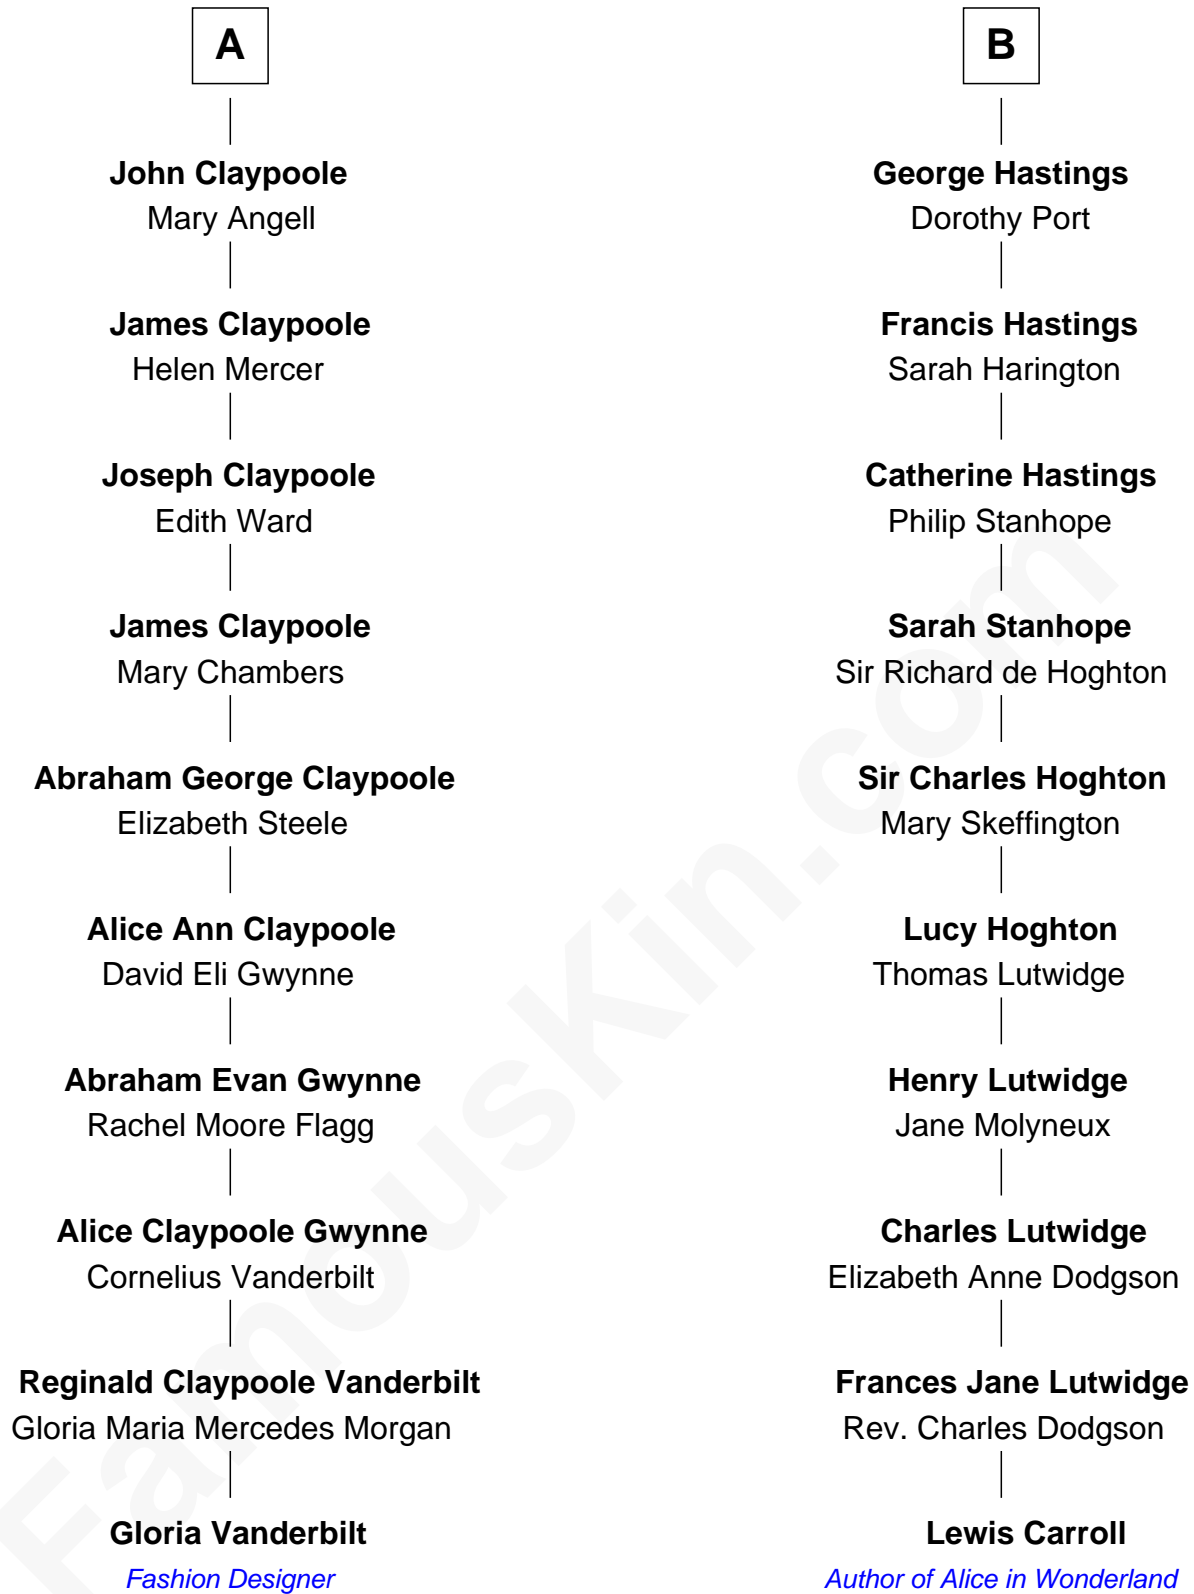 A
John Claypoole
Mary Angell
James Claypoole
Helen Mercer
Joseph Claypoole
Edith Ward
James Claypoole
Mary Chambers
Abraham George Claypoole
Elizabeth Steele
Alice Ann Claypoole
David Eli Gwynne
Abraham Evan Gwynne
Rachel Moore Flagg
Alice Claypoole Gwynne
Cornelius Vanderbilt
Reginald Claypoole Vanderbilt
Gloria Maria Mercedes Morgan
Gloria Vanderbilt
Fashion Designer
B
George Hastings
Dorothy Port
Francis Hastings
Sarah Harington
Catherine Hastings
Philip Stanhope
Sarah Stanhope
Sir Richard de Hoghton
Sir Charles Hoghton
Mary Skeffington
Lucy Hoghton
Thomas Lutwidge
Henry Lutwidge
Jane Molyneux
Charles Lutwidge
Elizabeth Anne Dodgson
Frances Jane Lutwidge
Rev. Charles Dodgson
Lewis Carroll
Author of Alice in Wonderland
FamousKin.com